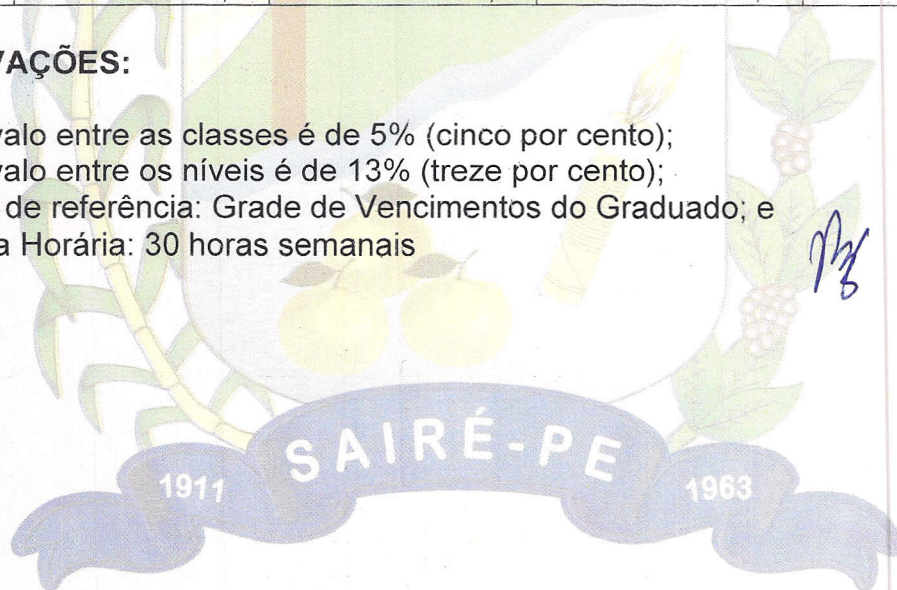 VAÇÕES:
valo entre as classes é de 5% (cinco por cento);
valo entre os níveis é de 13% (treze por cento);
de referência: Grade de Vencimentos do Graduado; e
a Horária: 30 horas semanais
SAIRÉ-PE
1911
1963